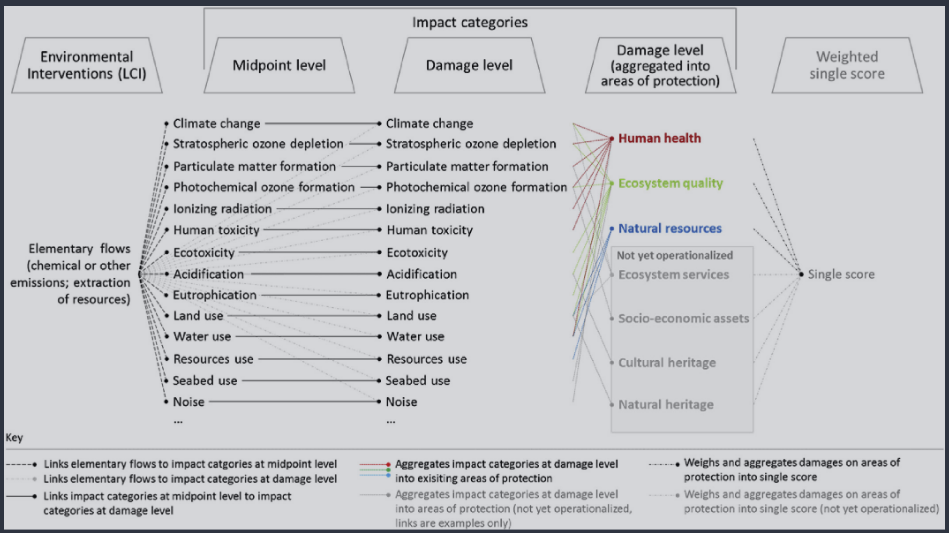 Impact categories
Environmental
Interventions (LCI)
Midpoint level
Damage level
Damage level
(aggregated into
areas of protection)
Weighted
single score
Elementary flows
(chemical or other
emissions; extraction
of resources)
Climate change
Stratospheric ozone depletion
Particulate matter formation
Photochemical ozone formation
Ionizing radiation
Human toxicity
Ecotoxicity
Acidification
Eutrophication
Land use
Water use
Resources use
Seabed use
Noise
...
Climate change
Stratospheric ozone depletion
Particulate matter formation
Photochemical ozone formation
Ionizing radiation
Human toxicity
Ecotoxicity
Acidification
Eutrophication
Land use
Water use
Resources use
Seabed use
Noise
...
Human health
Ecosystem quality
Natural resources
Not yet operationalized
Ecosystem services
Socio-economic assets
Cultural heritage
Natural heritage
Single score
Key
Links elementary flows to impact catgories at midpoint level
Links elementary flows to impact categories at damage level
Links impact categories at midpoint level to impact
categories at damage level
Aggregates impact categories at damage level
into exisiting areas of protection
Aggregates impact categories at damage level
into areas of protection (not yet operationalized,
links are examples only)
Weighs and aggregates damages on areas of
protection into single score
Weighs and aggregates damages on areas of
protection into single score (not yet operationalized)